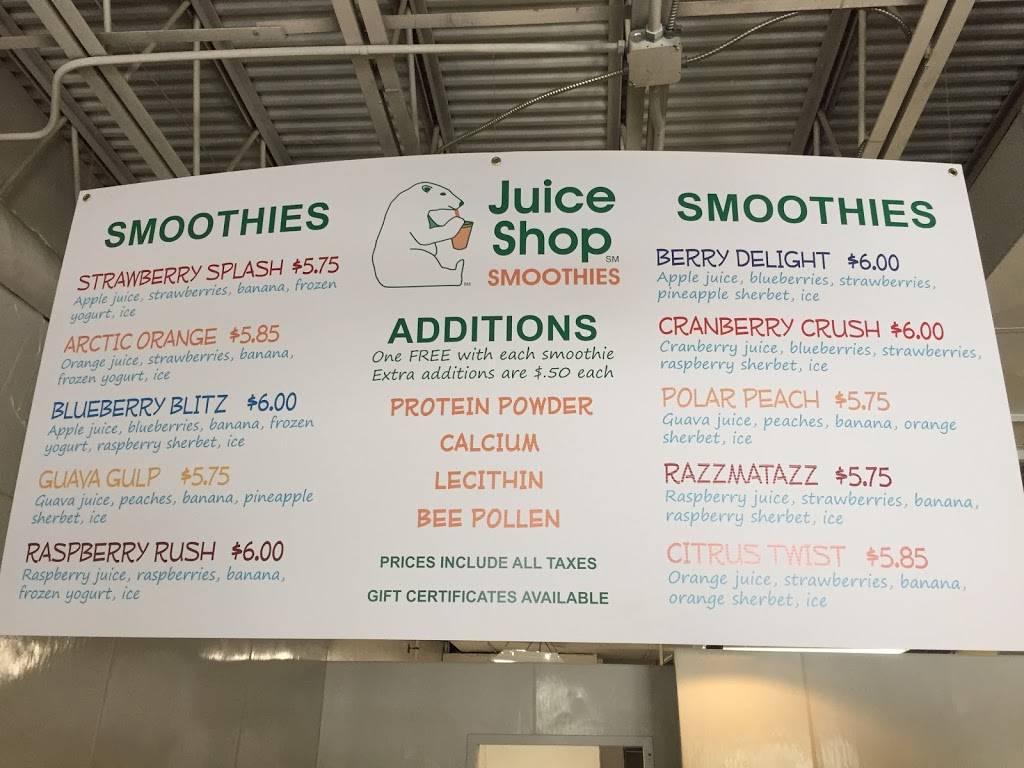 SMOOTHIES
STRAWBERRY SPLASH $5.75
Apple juice, strawberries, banana, frozen
yogurt, ice
ARCTIC ORANGE $5.85
Orange juice, strawberries, banana,
frozen yogurt, ice
BLUEBERRY BLITZ $6.00
Apple juice, blueberries, banana, frozen
yogurt, raspberry sherbet, ice
GUAVA GULP $5.75
Guava juice, peaches, banana, pineapple
sherbet, ice
RASPBERRY RUSH $6.00
Raspberry juice, raspberries, banana,
frozen yogurt, ice
Juice
Shop SM
SMOOTHIES
SM
ADDITIONS
One FREE with each smoothie
Extra additions are $.50 each
PROTEIN POWDER
CALCIUM
LECITHIN
BEE POLLEN
PRICES INCLUDE ALL TAXES
GIFT CERTIFICATES AVAILABLE
SMOOTHIES
BERRY DELIGHT $6.00
Apple juice, blueberries, strawberries,
pineapple sherbet, ice
CRANBERRY CRUSH $6.00
Cranberry juice, blueberries, strawberries,
raspberry sherbet, ice
POLAR PEACH $5.75
Guava juice, peaches, banana, orange
sherbet, ice
RAZZMATAZZ $5.75
Raspberry juice, strawberries, banana,
raspberry sherbet, ice
CITRUS TWIST $5.85
Orange juice, strawberries, banana,
orange sherbet, ice